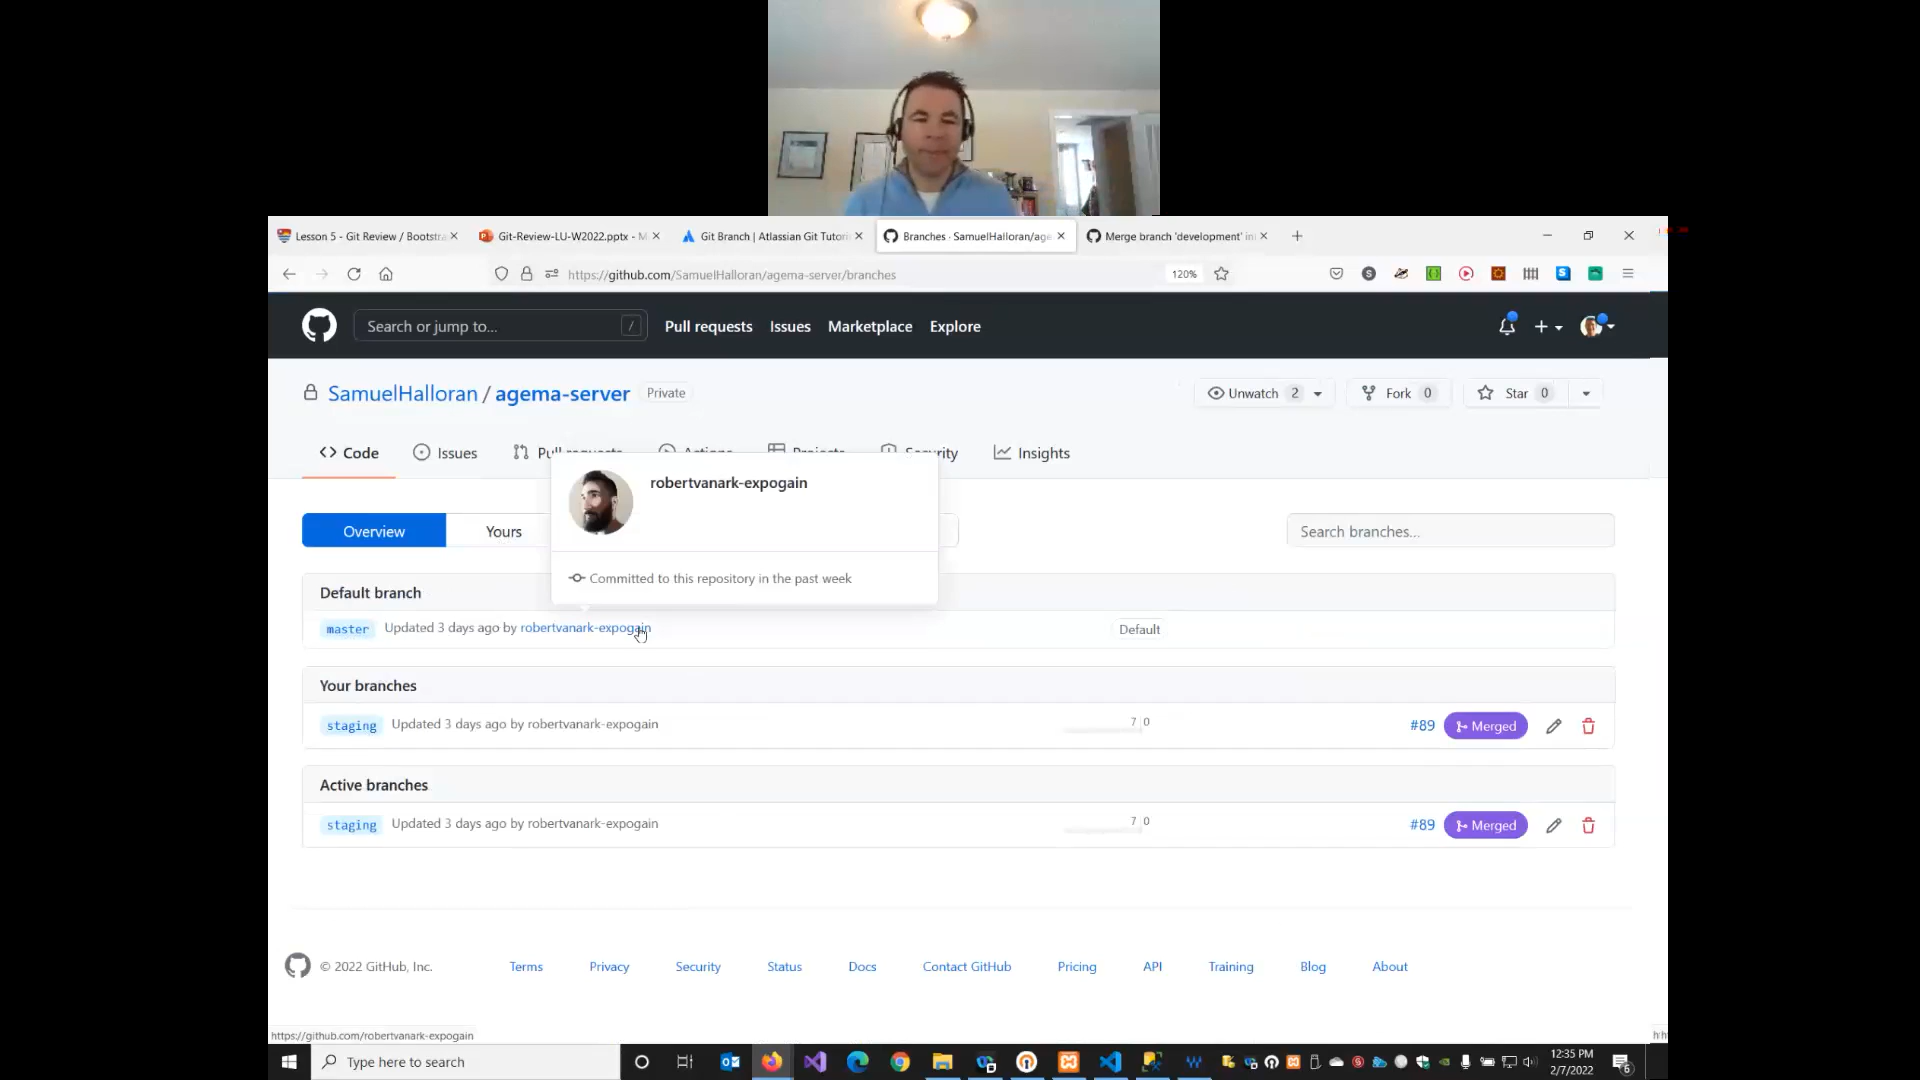 Lesson 5 - Git Review / Bootstra
Git-Review-LU-W2022.pptx - M
Git Branch | Atlassian Git Tutori
Branches · SamuelHalloran/age
Merge branch 'development' in
https://github.com/SamuelHalloran/agema-server/branches
120%
Search or jump to...
/
Pull requests
Issues
Marketplace
Explore
SamuelHalloran / agema-server
Private
Unwatch 2
Fork 0
Star 0
Code
Issues
Pull requests
Actions
Projects
Security
Insights
robertvanark-expogain
Committed to this repository in the past week
Overview
Yours
Search branches...
Default branch
master Updated 3 days ago by robertvanark-expogain
Default
Your branches
staging Updated 3 days ago by robertvanark-expogain
7 | 0
#89 Merged
Active branches
staging Updated 3 days ago by robertvanark-expogain
7 | 0
#89 Merged
© 2022 GitHub, Inc.
Terms
Privacy
Security
Status
Docs
Contact GitHub
Pricing
API
Training
Blog
About
https://github.com/robertvanark-expogain
Type here to search
12:35 PM
2/7/2022
6